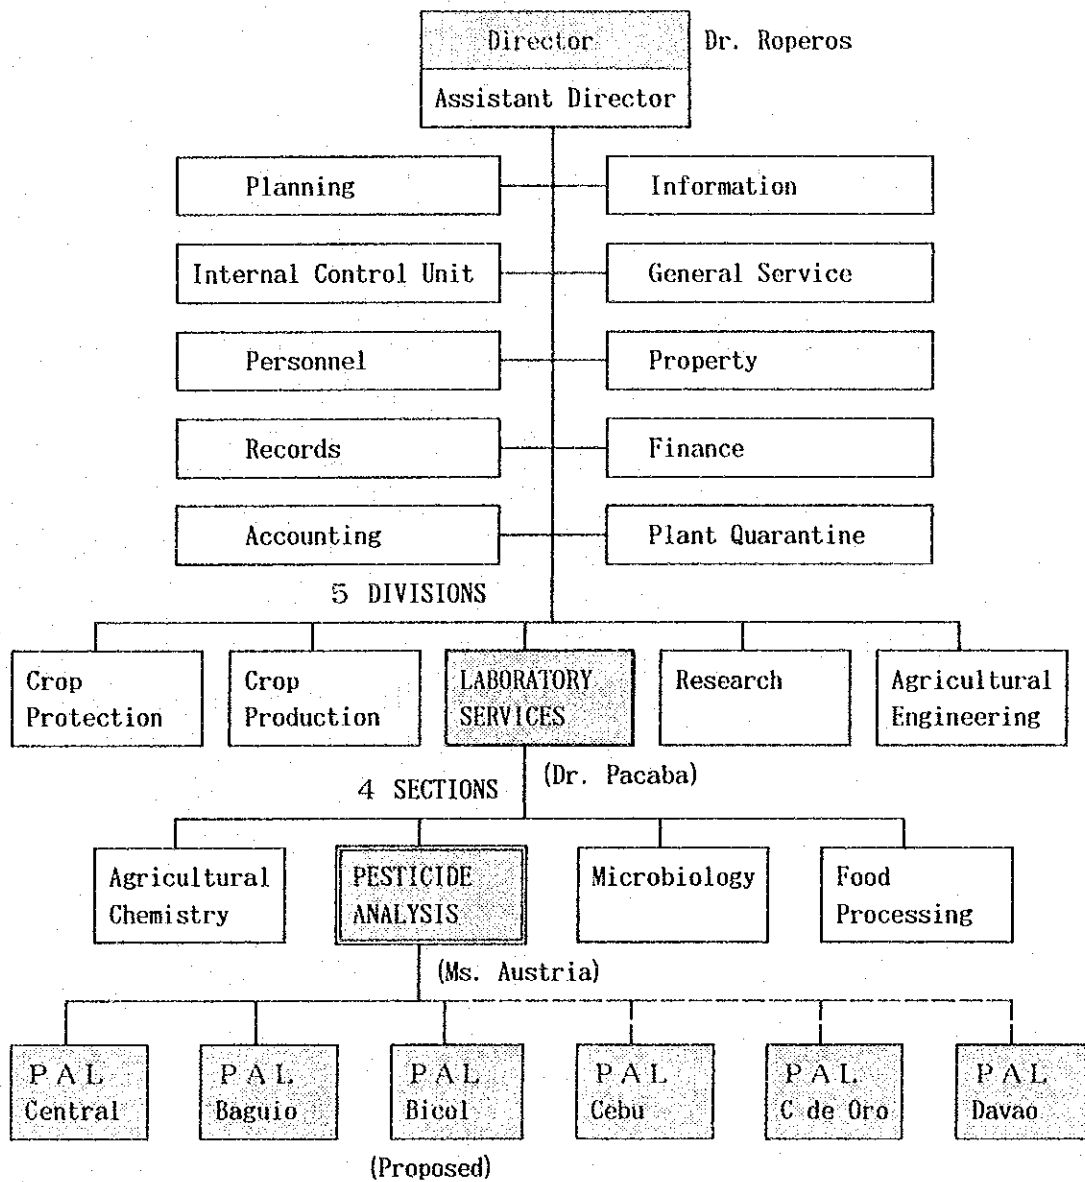 Director
Dr. Roperos
Assistant Director
Planning
Information
Internal Control Unit
General Service
Personnel
Property
Records
Finance
Accounting
Plant Quarantine
5 DIVISIONS
Crop
Protection
Crop
Production
LABORATORY
SERVICES
Research
Agricultural
Engineering
(Dr. Pacaba)
4 SECTIONS
Agricultural
Chemistry
PESTICIDE
ANALYSIS
Microbiology
Food
Processing
(Ms. Austria)
PAL
Central
PAL
Baguio
PAL
Bicol
PAL
Cebu
PAL
C de Oro
PAL
Davao
(Proposed)